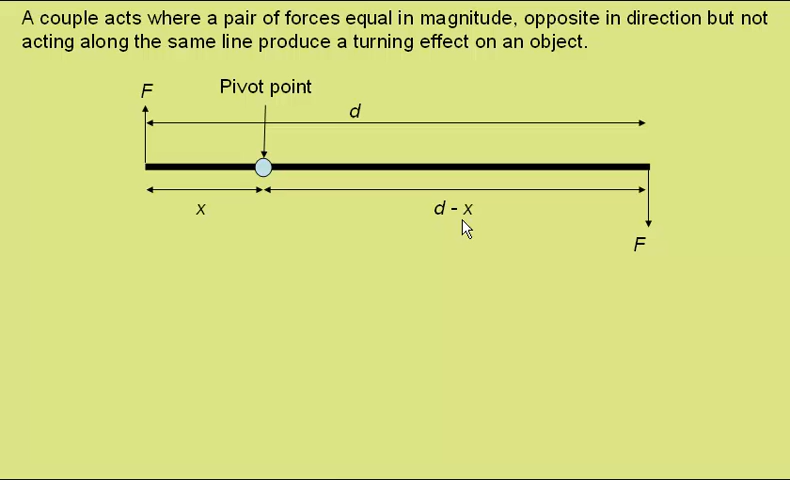 A couple acts where a pair of forces equal in magnitude, opposite in direction but not
acting along the same line produce a turning effect on an object.
F
Pivot point
d
x
d - x
F